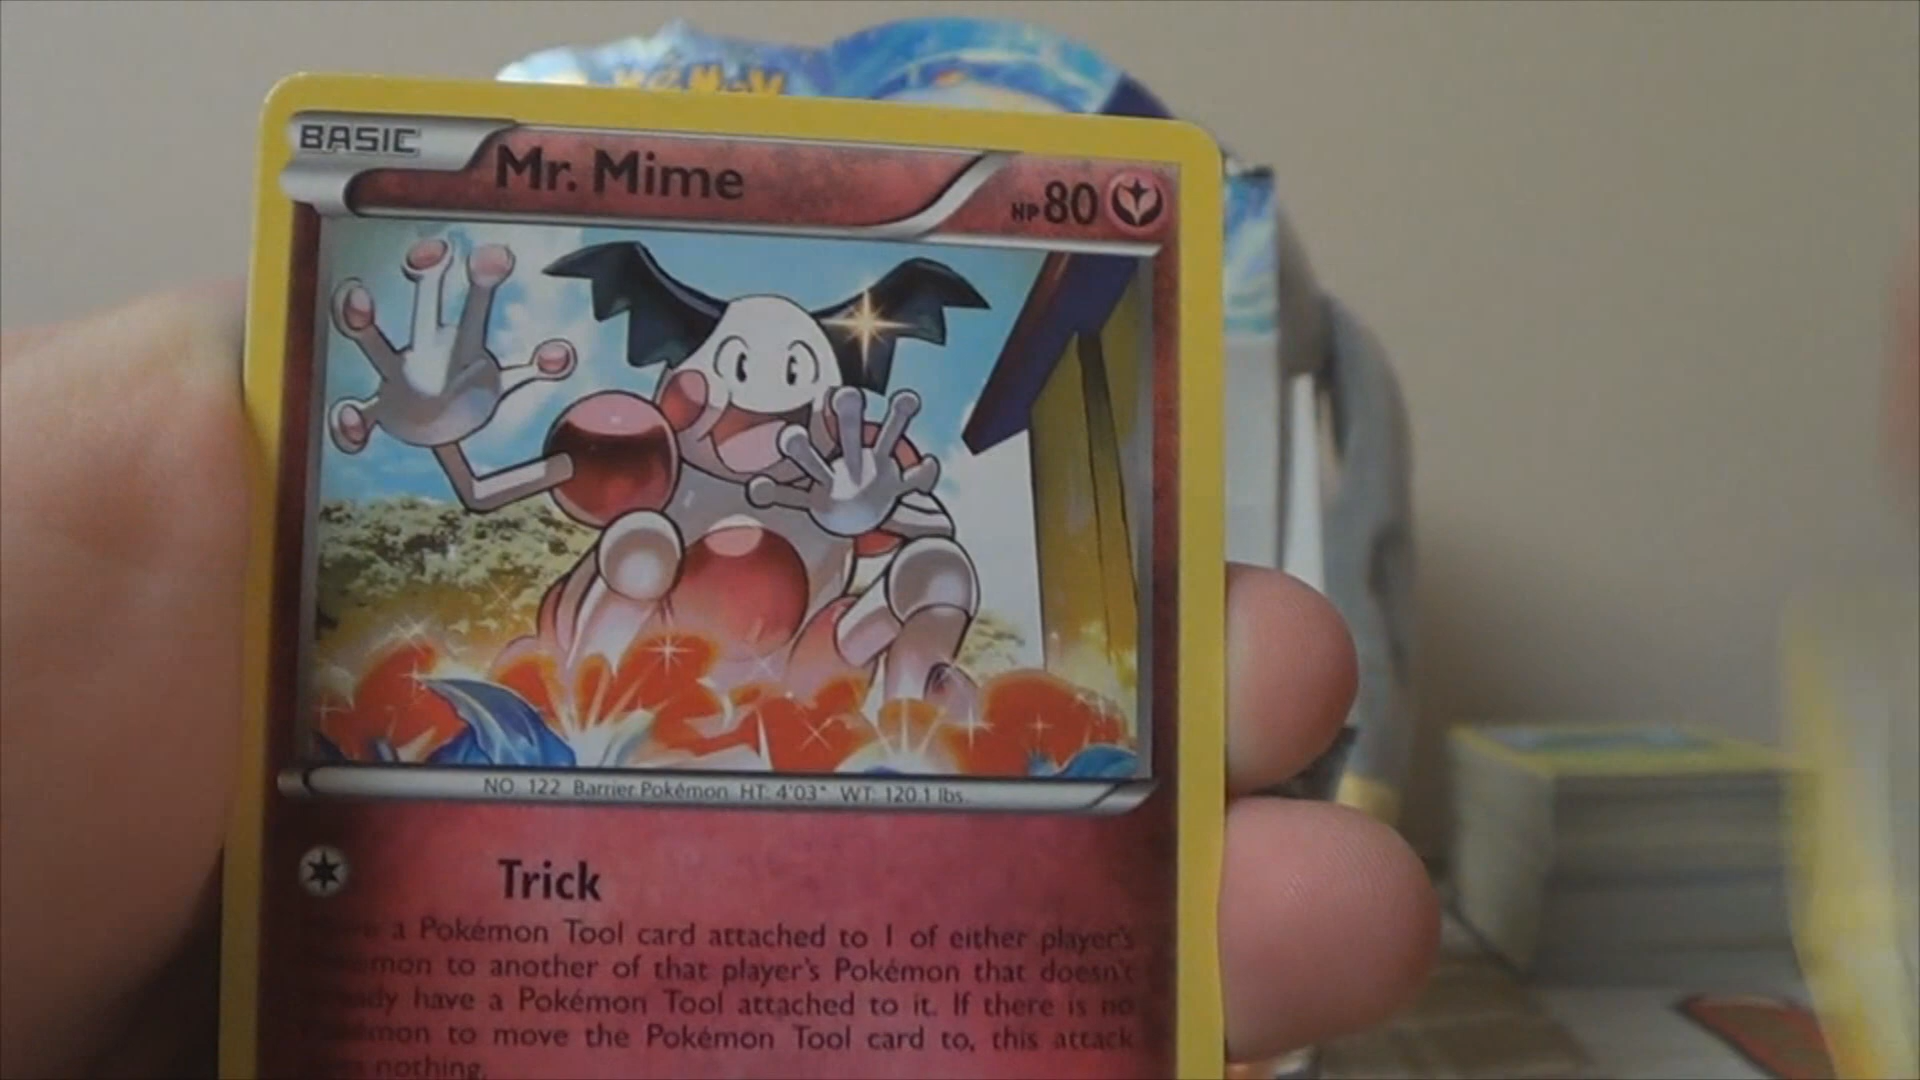 BASIC
Mr. Mime
HP 80
NO. 122 Barrier Pokémon HT: 4'03" WT: 120.1 lbs.
Trick
a Pokémon Tool card attached to 1 of either player's
to another of that player's Pokémon that doesn't
have a Pokémon Tool attached to it. If there is no
to move the Pokémon Tool card to, this attack
nothing.